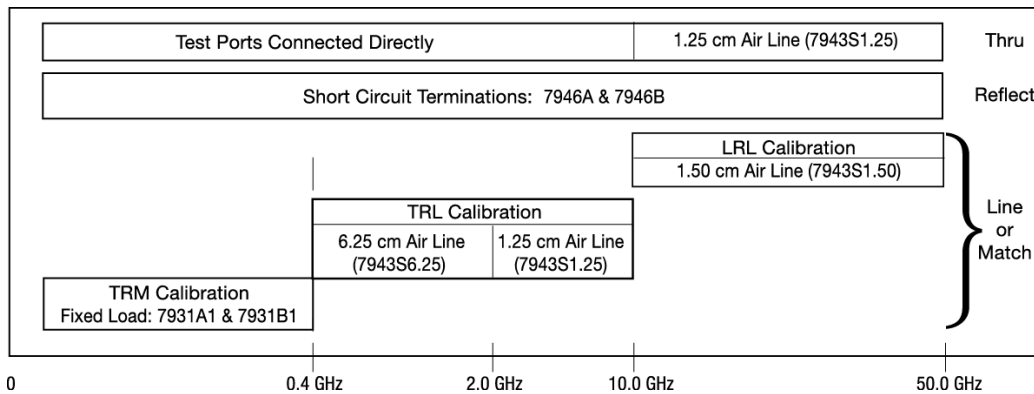 Test Ports Connected Directly
1.25 cm Air Line (7943S1.25)
Thru
Short Circuit Terminations: 7946A & 7946B
Reflect
LRL Calibration
1.50 cm Air Line (7943S1.50)
TRL Calibration
6.25 cm Air Line
(7943S6.25)
1.25 cm Air Line
(7943S1.25)
Line
or
Match
TRM Calibration
Fixed Load: 7931A1 & 7931B1
0
0.4 GHz
2.0 GHz
10.0 GHz
50.0 GHz